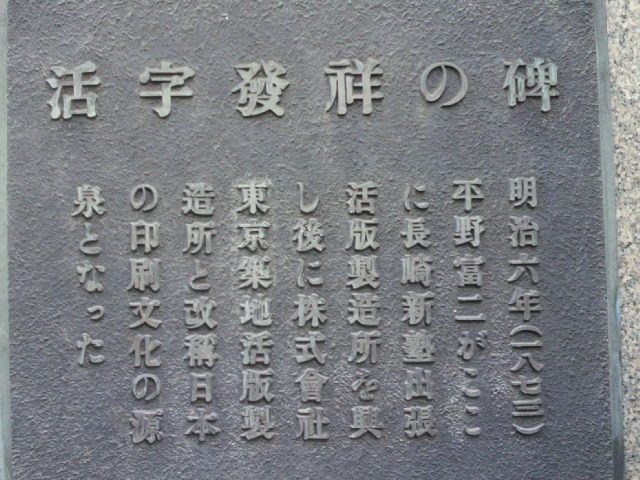 活字發祥の碑
明治六年(一八七三)
平野富二がここ
に長崎新塾出張
活版製造所を興
し後に株式會社
東京築地活版製
造所と改稱日本
の印刷文化の源
泉となった